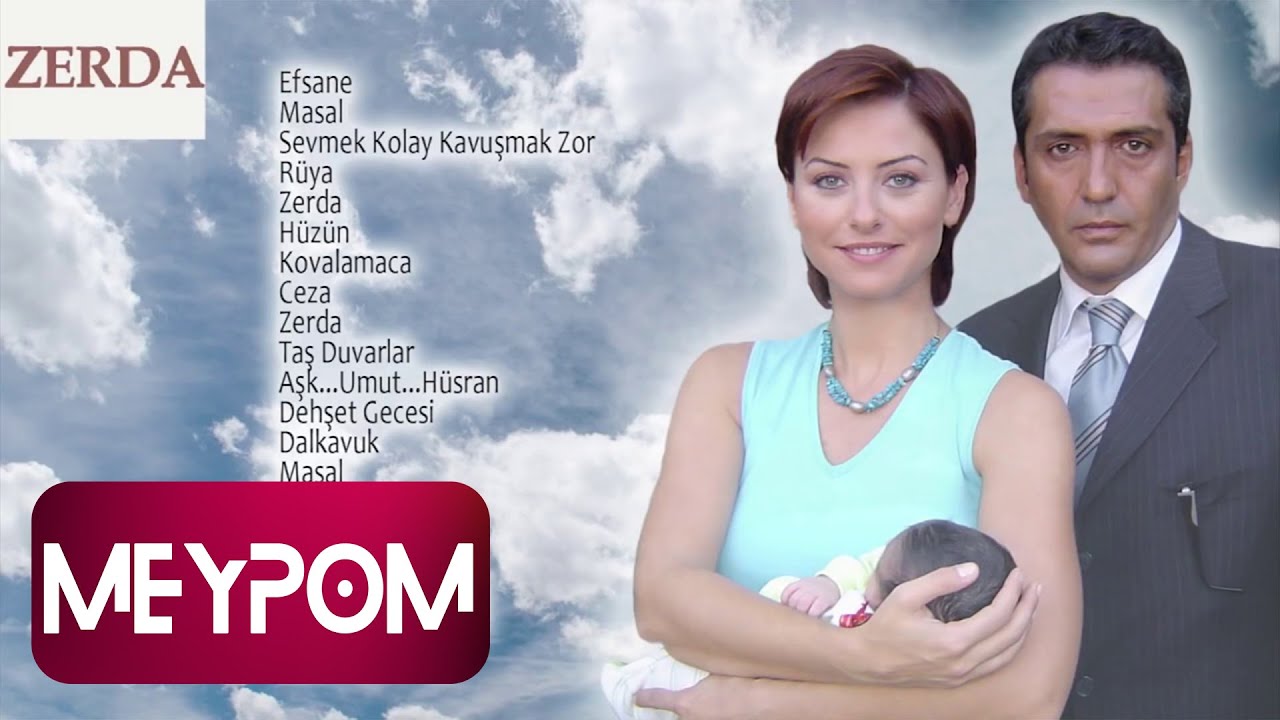 ZERDA
Efsane
Masal
Sevmek Kolay Kavuşmak Zor
Rüya
Zerda
Hüzün
Kovalamaca
Ceza
Zerda
Taş Duvarlar
Aşk...Umut...Hüsran
Dehşet Gecesi
Dalkavuk
Masal
MEYPOM